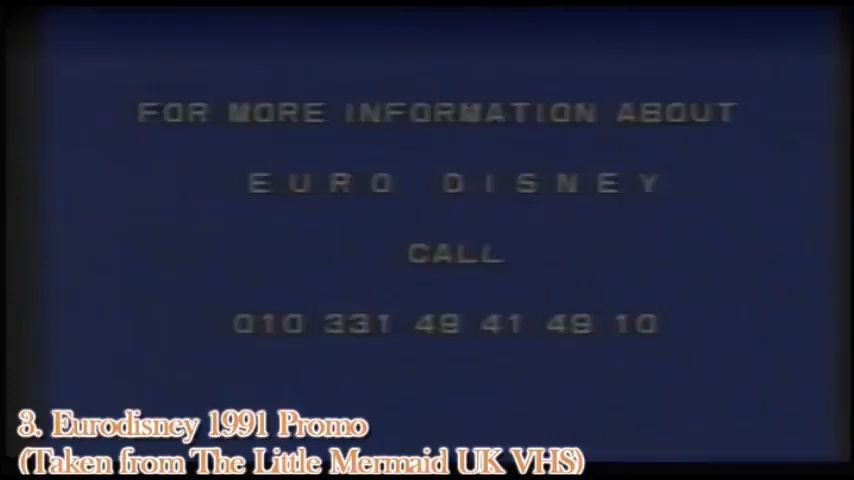 FOR MORE INFORMATION ABOUT
EURO DISNEY
CALL
010 331 49 41 49 10
3. Eurodisney 1991 Promo
(Taken from The Little Mermaid UK VHS)